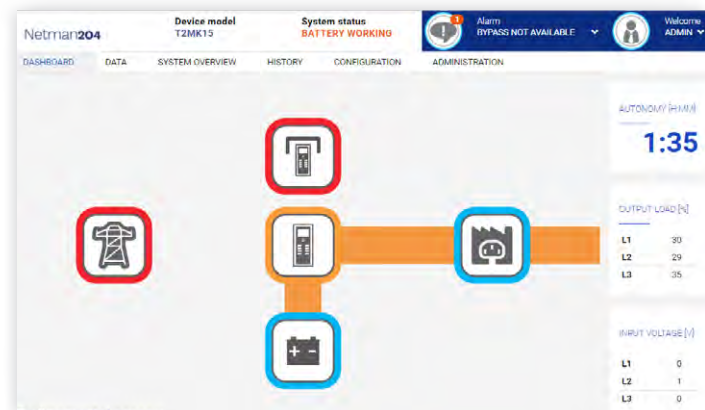 Netman204
Device model
T2MK15
System status
BATTERY WORKING
1
Alarm
BYPASS NOT AVAILABLE
Welcome
ADMIN
DASHBOARD DATA SYSTEM OVERVIEW HISTORY CONFIGURATION ADMINISTRATION
AUTONOMY [H:MM]
1:35
OUTPUT LOAD [%]
L1 30
L2 29
L3 35
INPUT VOLTAGE [V]
L1 0
L2 1
L3 0